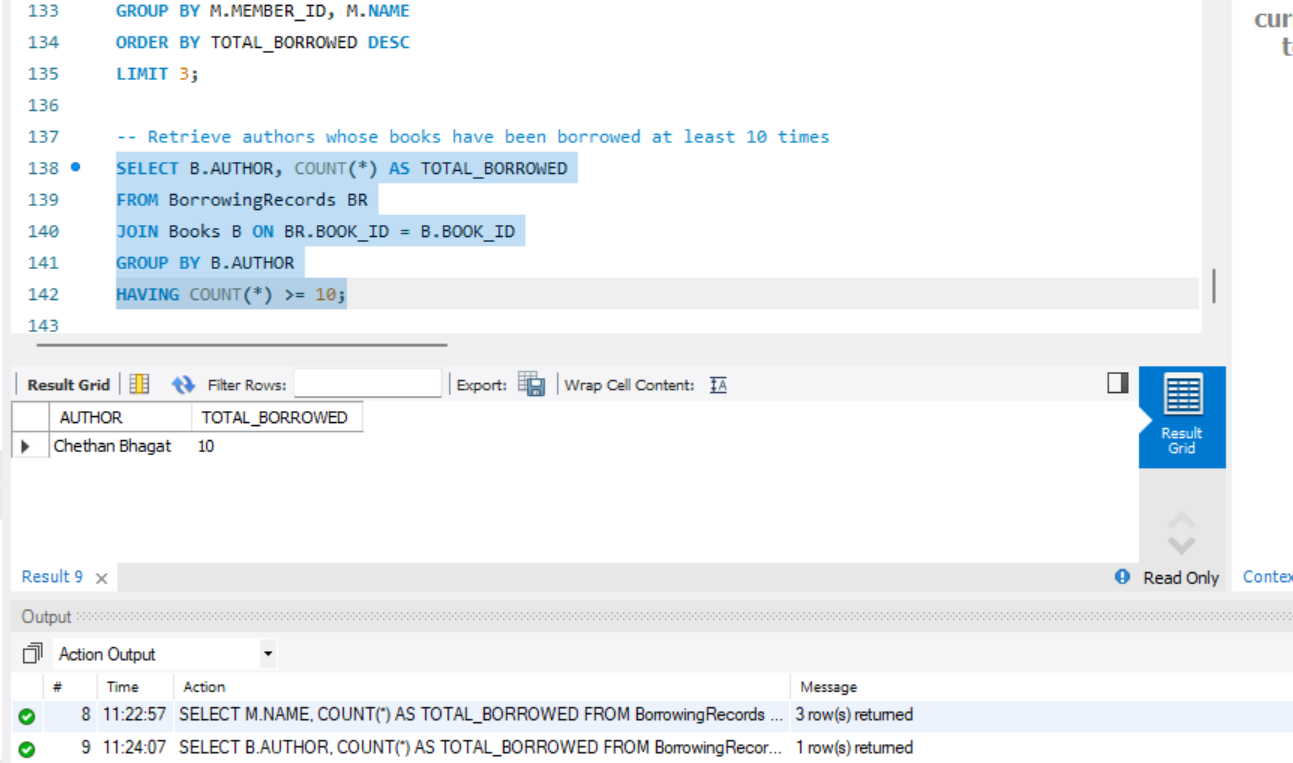 133 GROUP BY M.MEMBER_ID, M.NAME
134 ORDER BY TOTAL_BORROWED DESC
135 LIMIT 3;
136
137 -- Retrieve authors whose books have been borrowed at least 10 times
138 SELECT B.AUTHOR, COUNT(*) AS TOTAL_BORROWED
139 FROM BorrowingRecords BR
140 JOIN Books B ON BR.BOOK_ID = B.BOOK_ID
141 GROUP BY B.AUTHOR
142 HAVING COUNT(*) >= 10;
143
cur
Result Grid Filter Rows: Export: Wrap Cell Content: IA
AUTHOR TOTAL_BORROWED
Chethan Bhagat 10
Result
Grid
Result 9 × Read Only Contex
Output
Action Output
# Time Action Message
8 11:22:57 SELECT M.NAME, COUNT(*) AS TOTAL_BORROWED FROM BorrowingRecords ... 3 row(s) returned
9 11:24:07 SELECT B.AUTHOR, COUNT(*) AS TOTAL_BORROWED FROM BorrowingRecor... 1 row(s) returned